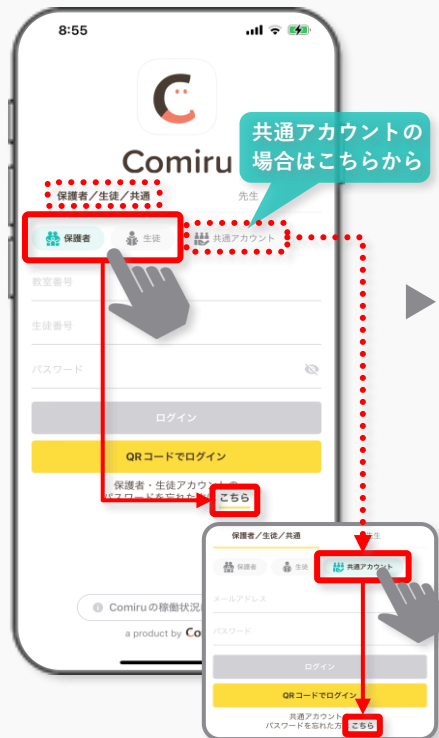 8:55
Comiru
共通アカウントの
場合はこちらから
保護者/生徒/共通
先生
保護者
生徒
共通アカウント
教室番号
生徒番号
パスワード
ログイン
QRコードでログイン
保護者・生徒アカウントの
パスワードを忘れた こちら
Comiruの稼働状況
a product by Co
保護者/生徒/共通
生
保護者
生徒
共通アカウント
メールアドレス
パスワード
ログイン
QRコードでログイン
共通アカウント
パスワードを忘れた方 こちら